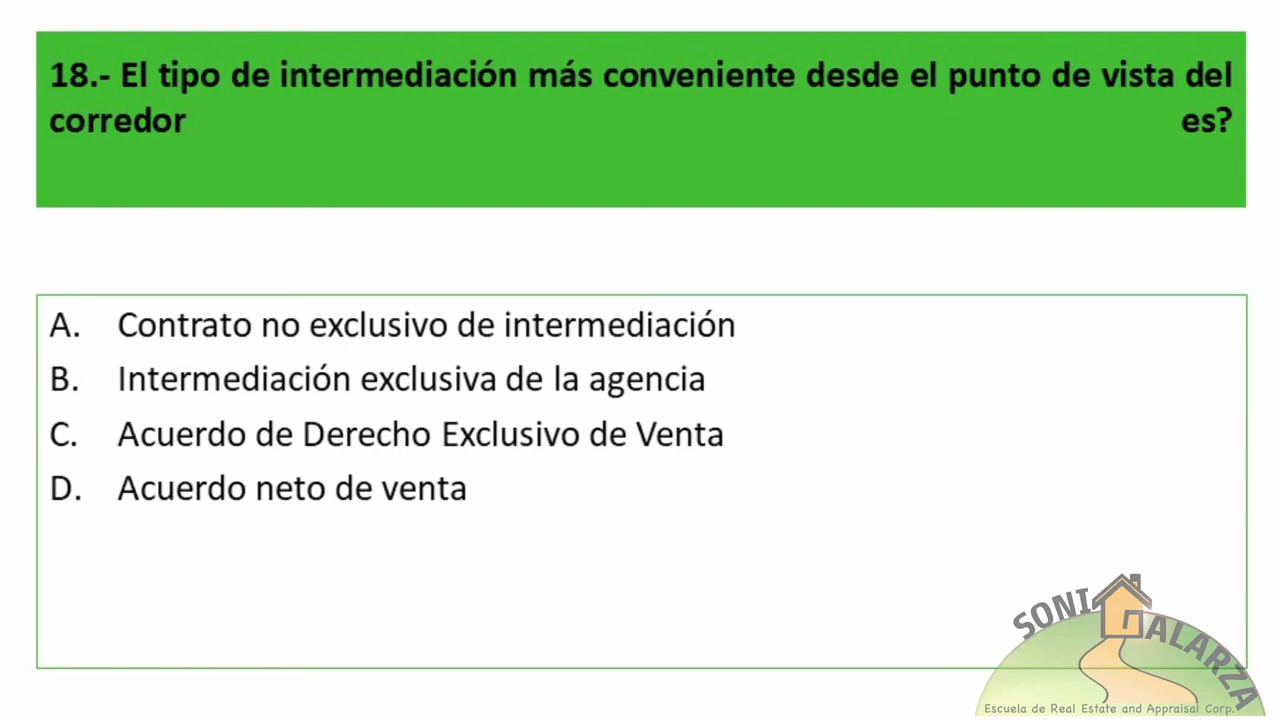 18.- El tipo de intermediación más conveniente desde el punto de vista del
corredor es?
A. Contrato no exclusivo de intermediación
B. Intermediación exclusiva de la agencia
C. Acuerdo de Derecho Exclusivo de Venta
D. Acuerdo neto de venta
SONI GALARZA
Escuela de Real Estate and Appraisal Corp.